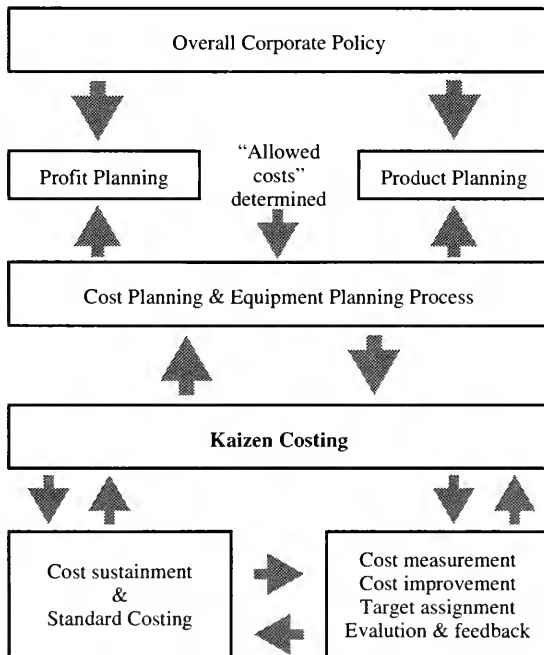 Overall Corporate Policy
Profit Planning
“Allowed
costs”
determined
Product Planning
Cost Planning & Equipment Planning Process
Kaizen Costing
Cost sustainment
&
Standard Costing
Cost measurement
Cost improvement
Target assignment
Evalution & feedback